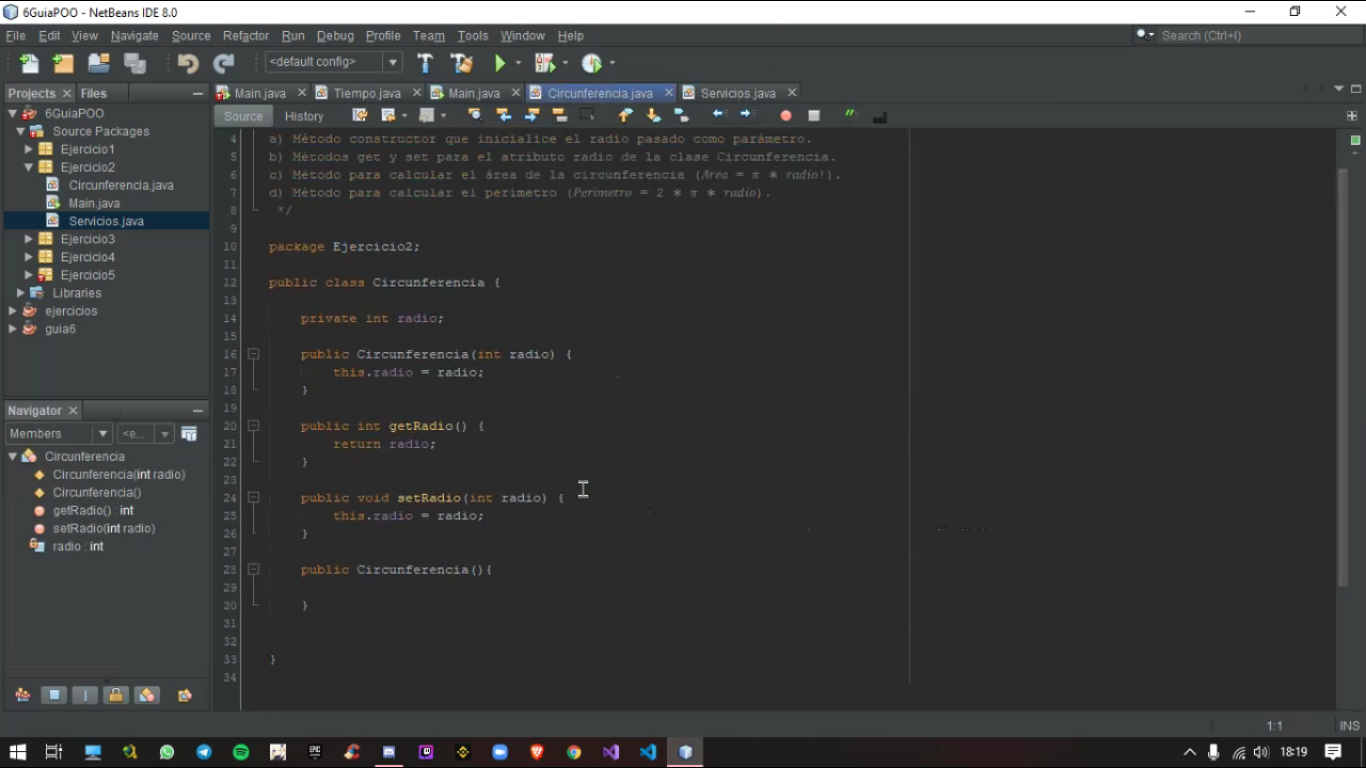 6GuiaPOO - NetBeans IDE 8.0
File Edit View Navigate Source Refactor Run Debug Profile Team Tools Window Help
Search (Ctrl+I)
<default config>
Projects Files
Main.java Tiempo.java Main.java Circunferencia.java Servicios.java
Source History
6GuiaPOO
Source Packages
Ejercicio1
Ejercicio2
Circunferencia.java
Main.java
Servicios.java
Ejercicio3
Ejercicio4
Ejercicio5
Libraries
ejercicios
guia6
Navigator
Members <e...
Circunferencia
Circunferencia(int radio)
Circunferencia()
getRadio() : int
setRadio(int radio)
radio : int
4 a) Método constructor que inicialice el radio pasado como parámetro.
5 b) Métodos get y set para el atributo radio de la clase Circunferencia.
6 c) Método para calcular el área de la circunferencia (Area = π * radio!).
7 d) Método para calcular el perímetro (Perimetro = 2 * π * radio).
8 */
9
10 package Ejercicio2;
11
12 public class Circunferencia {
13
14 private int radio;
15
16 public Circunferencia(int radio) {
17 this.radio = radio;
18 }
19
20 public int getRadio() {
21 return radio;
22 }
23
24 public void setRadio(int radio) {
25 this.radio = radio;
26 }
27
28 public Circunferencia(){
29
30 }
31
32
33 }
34
1:1 INS
EPIC
18:19